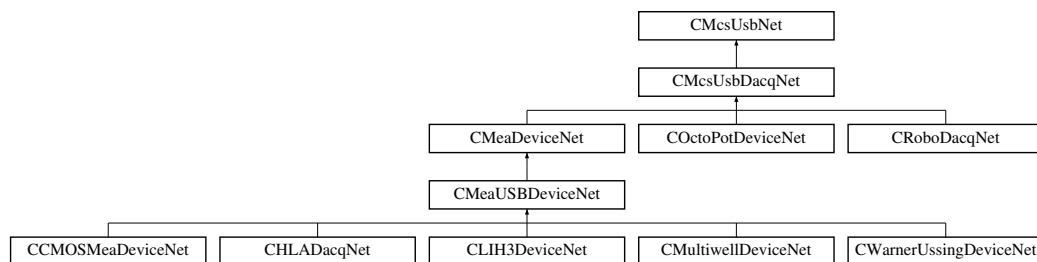 CMcsUsbNet
CMcsUsbDacqNet
CMeaDeviceNet
COctoPotDeviceNet
CRoboDacqNet
CMeaUSBDeviceNet
CCMOSMeaDeviceNet
CHLADacqNet
CLIH3DeviceNet
CMultiwellDeviceNet
CWarnerUssingDeviceNet